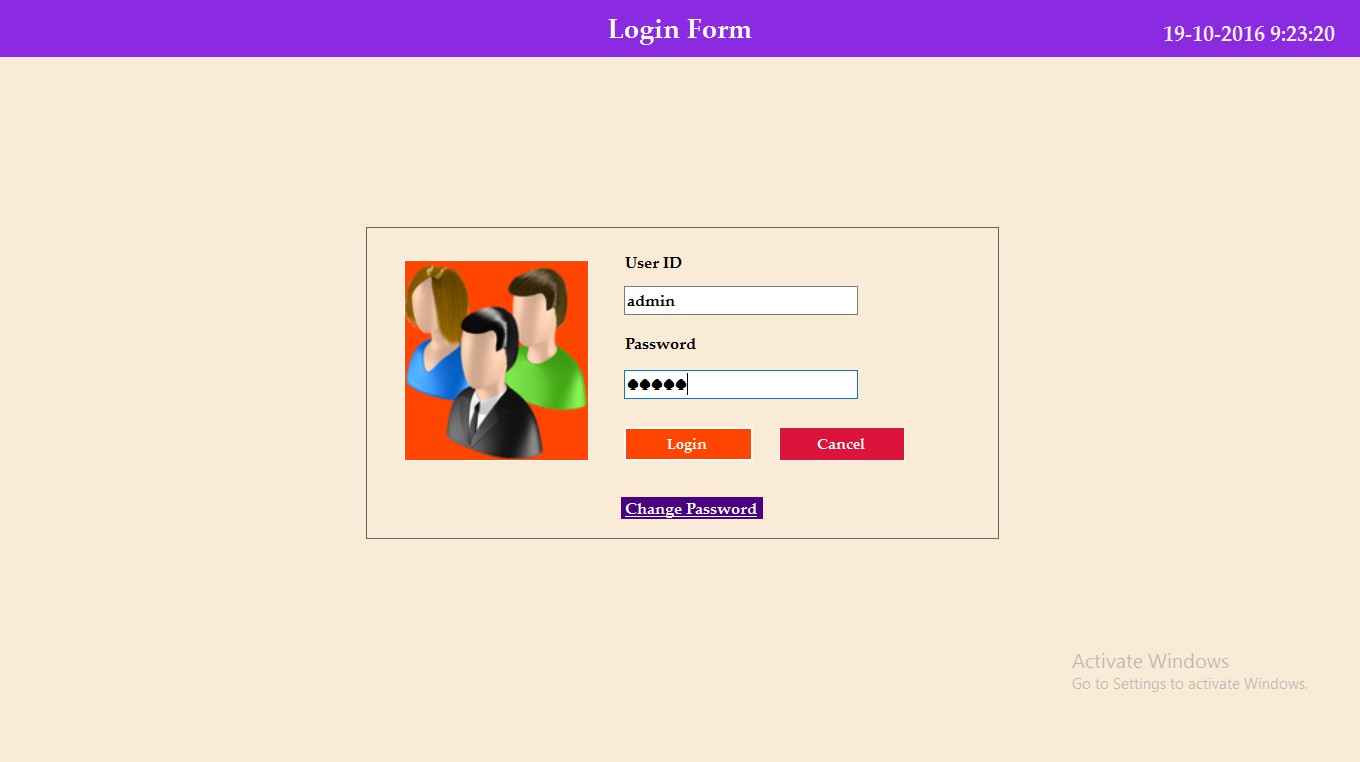 Login Form
19-10-2016 9:23:20
User ID
admin
Password
♠♠♠♠♠
Login
Cancel
Change Password
Activate Windows
Go to Settings to activate Windows.